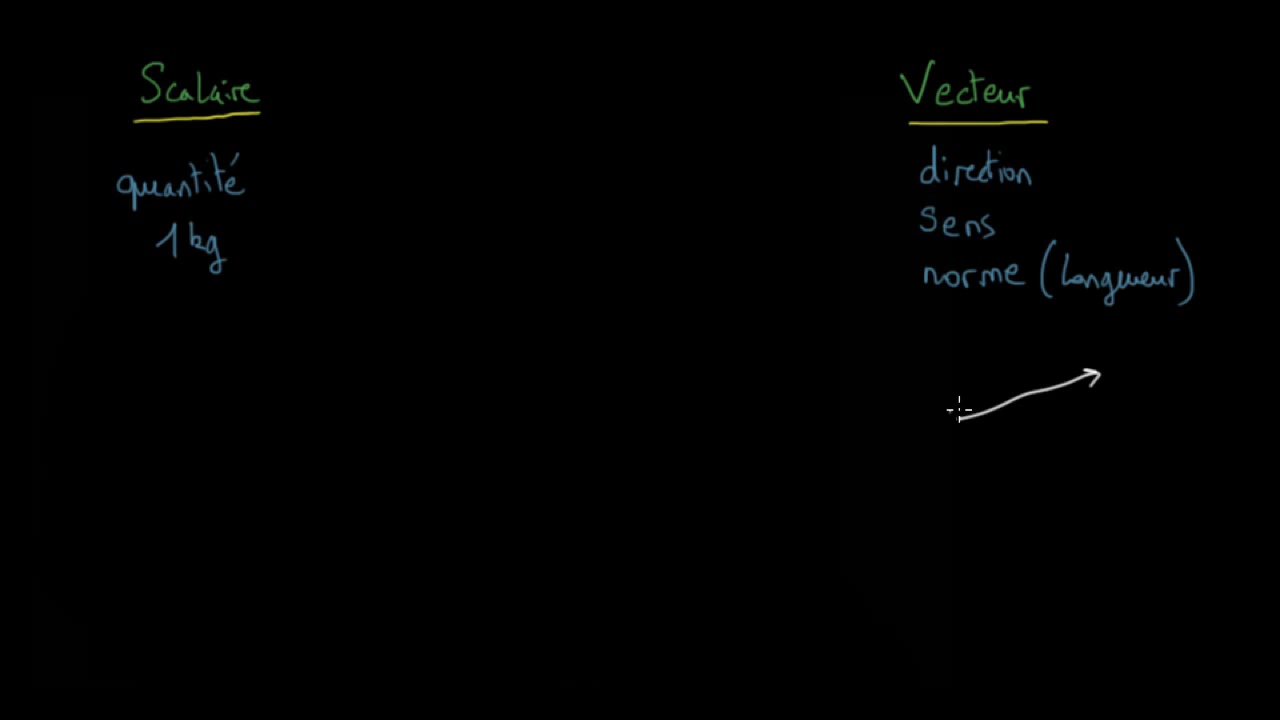 Scalaire
quantité
1 kg
Vecteur
direction
Sens
norme (longueur)